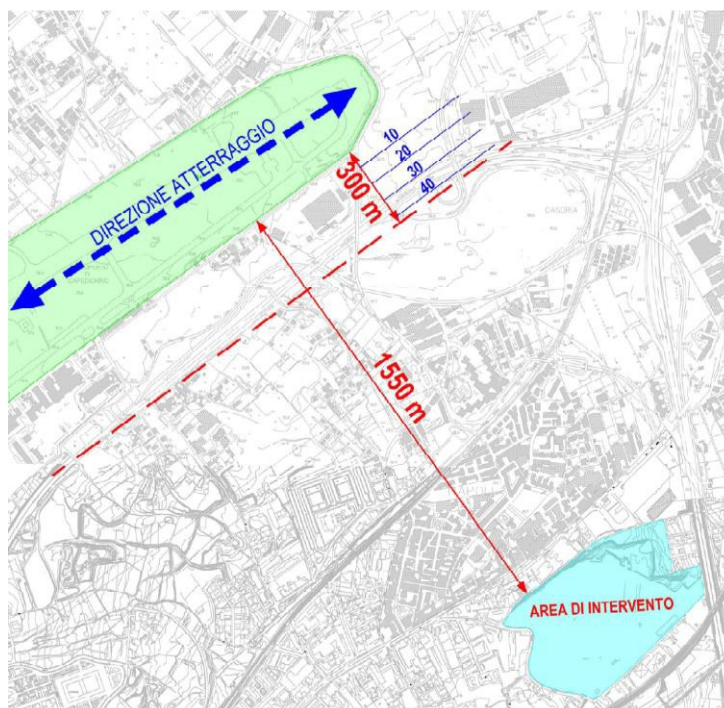 DIREZIONE ATTERRAGGIO
10
20
30
40
300 m
1550 m
AREA DI INTERVENTO